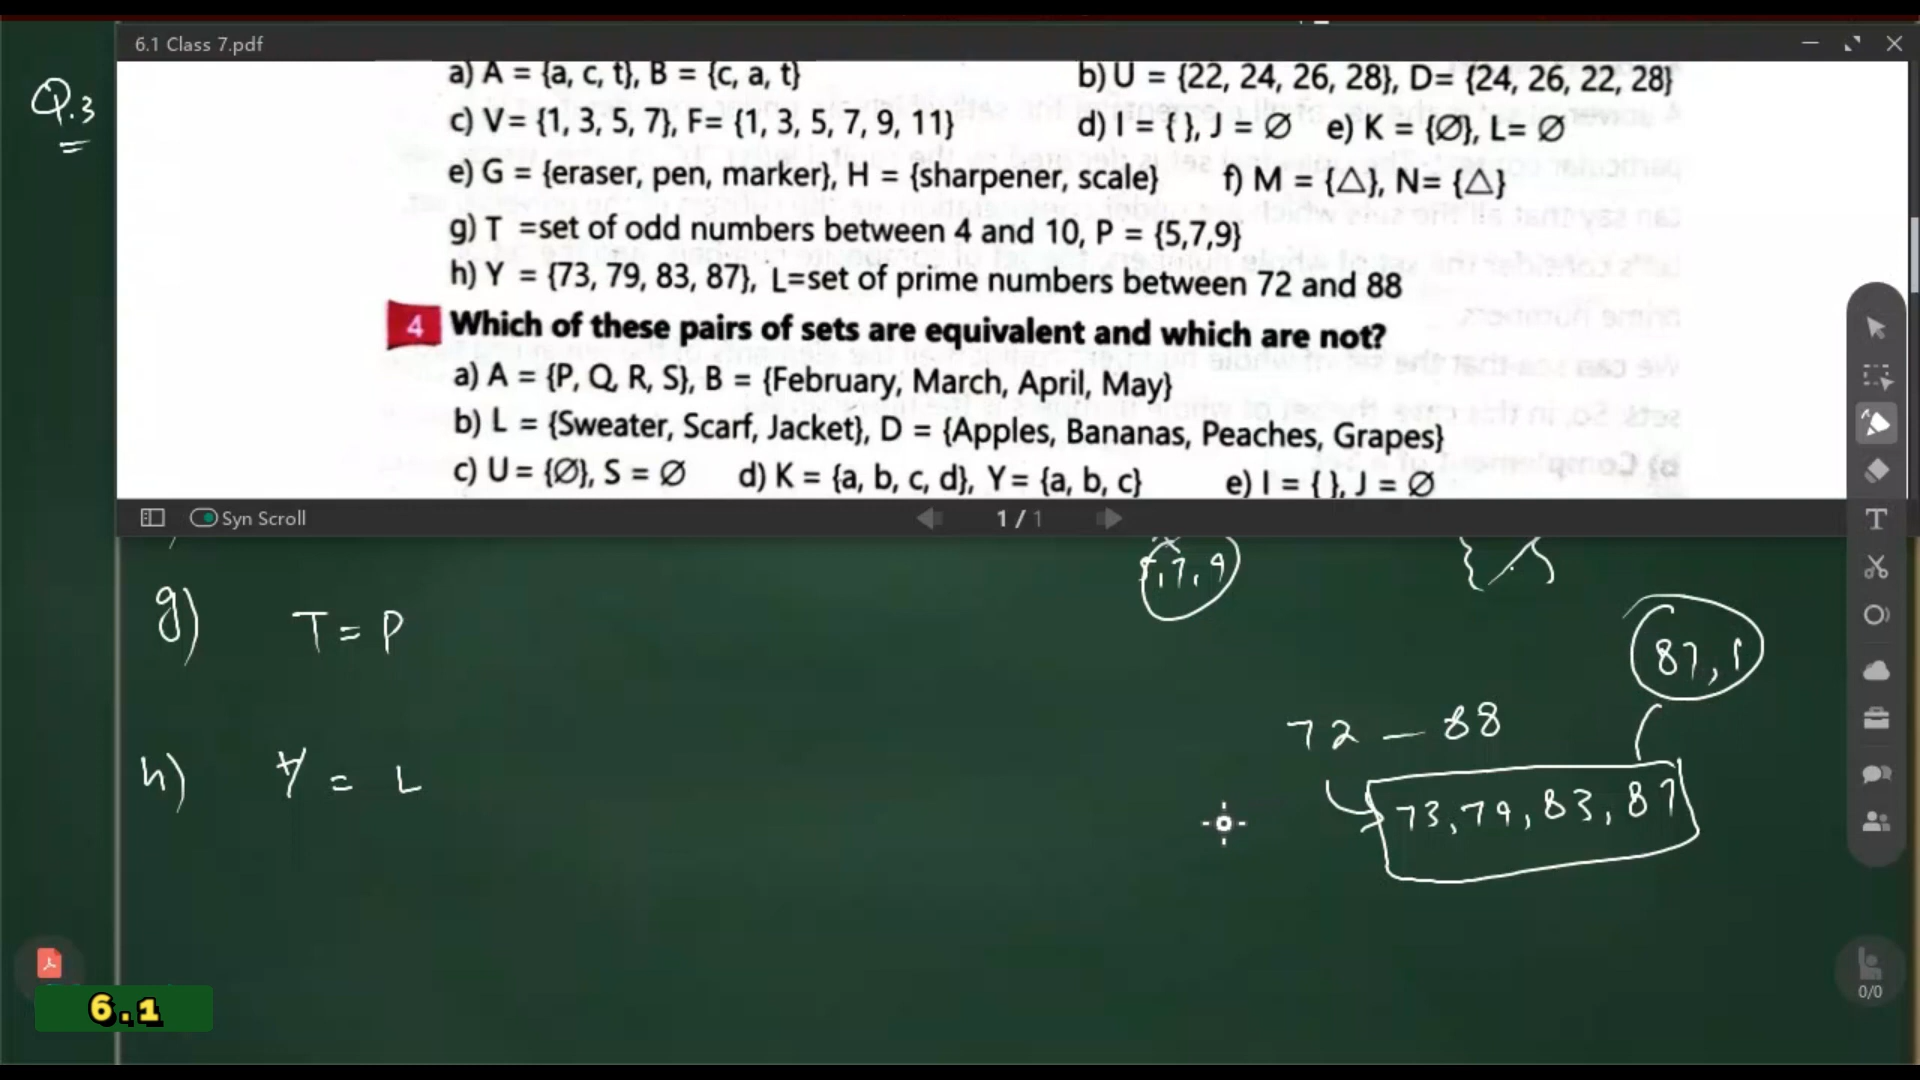 6.1 Class 7.pdf
Q.3
a) A = {a, c, t}, B = {c, a, t} b) U = {22, 24, 26, 28}, D= {24, 26, 22, 28}
c) V= {1, 3, 5, 7}, F= {1, 3, 5, 7, 9, 11} d) I = { }, J = Ø e) K = {Ø}, L= Ø
e) G = {eraser, pen, marker}, H = {sharpener, scale} f) M = {△}, N= {△}
g) T =set of odd numbers between 4 and 10, P = {5,7,9}
h) Y = {73, 79, 83, 87}, L=set of prime numbers between 72 and 88
4 Which of these pairs of sets are equivalent and which are not?
a) A = {P, Q, R, S}, B = {February, March, April, May}
b) L = {Sweater, Scarf, Jacket}, D = {Apples, Bananas, Peaches, Grapes}
c) U = {Ø}, S = Ø d) K = {a, b, c, d}, Y= {a, b, c} e) I = { }, J = Ø
Syn Scroll 1 / 1
T
,7,9
g) T = P
87, 1
72 — 88
h) Y = L
73, 79, 83, 87
0/0
6.1